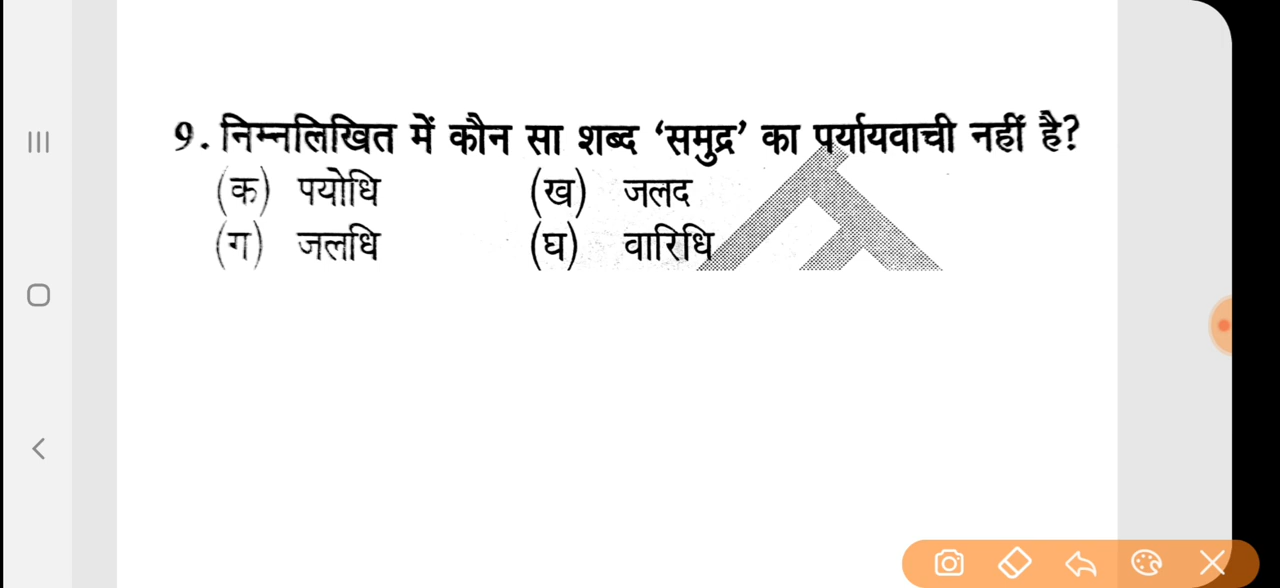 9. निम्नलिखित में कौन सा शब्द ‘समुद्र’ का पर्यायवाची नहीं है?
(क) पयोधि (ख) जलद
(ग) जलधि (घ) वारिधि